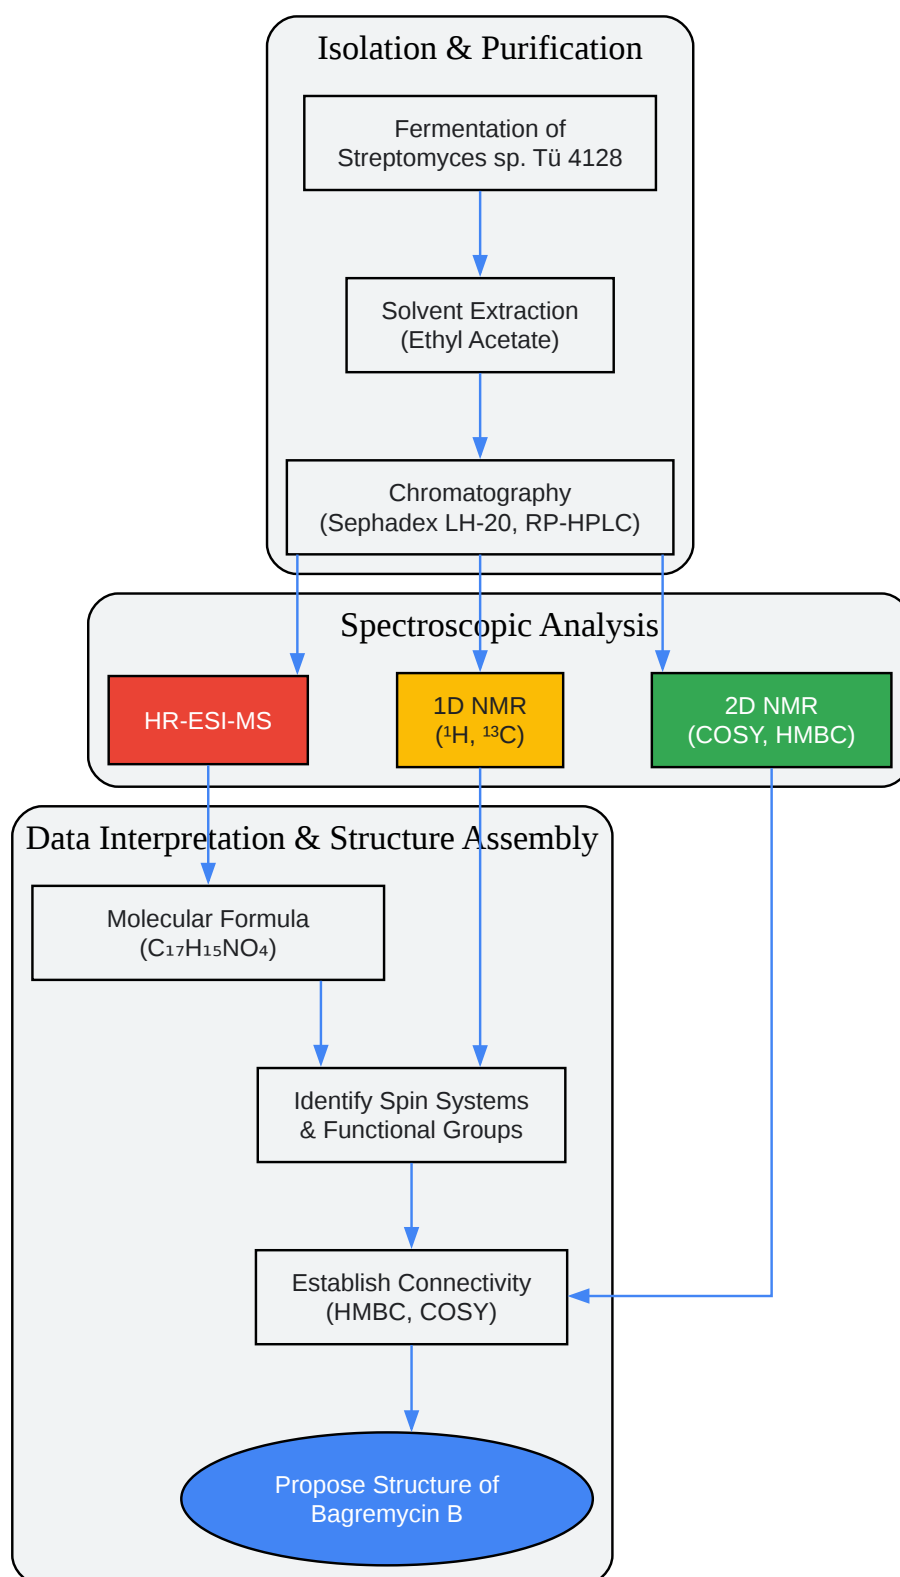 Isolation & Purification
Fermentation of
Streptomyces sp. Tü 4128
Solvent Extraction
(Ethyl Acetate)
Chromatography
(Sephadex LH-20, RP-HPLC)
Spectroscopic Analysis
HR-ESI-MS
1D NMR
(¹H, ¹³C)
2D NMR
(COSY, HMBC)
Data Interpretation & Structure Assembly
Molecular Formula
(C₁₇H₁₅NO₄)
Identify Spin Systems
& Functional Groups
Establish Connectivity
(HMBC, COSY)
Propose Structure of
Bagremycin B